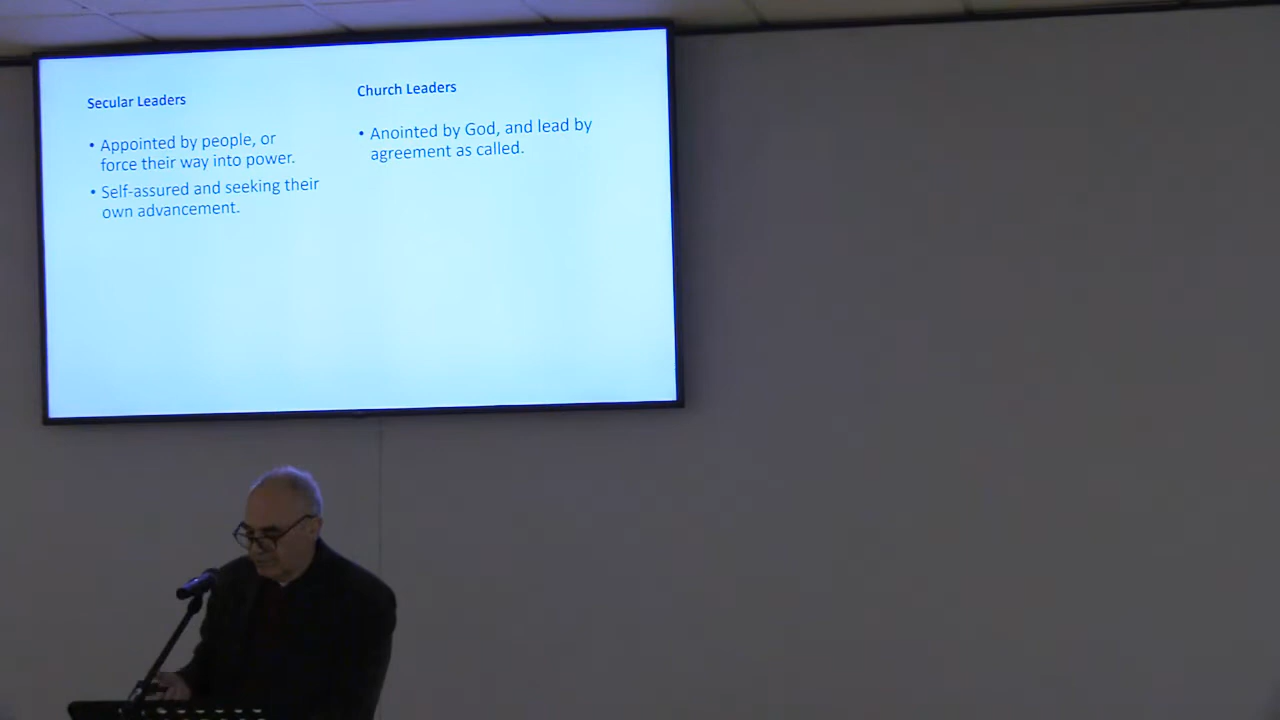 Secular Leaders
• Appointed by people, or
force their way into power.
• Self-assured and seeking their
own advancement.
Church Leaders
• Anointed by God, and lead by
agreement as called.